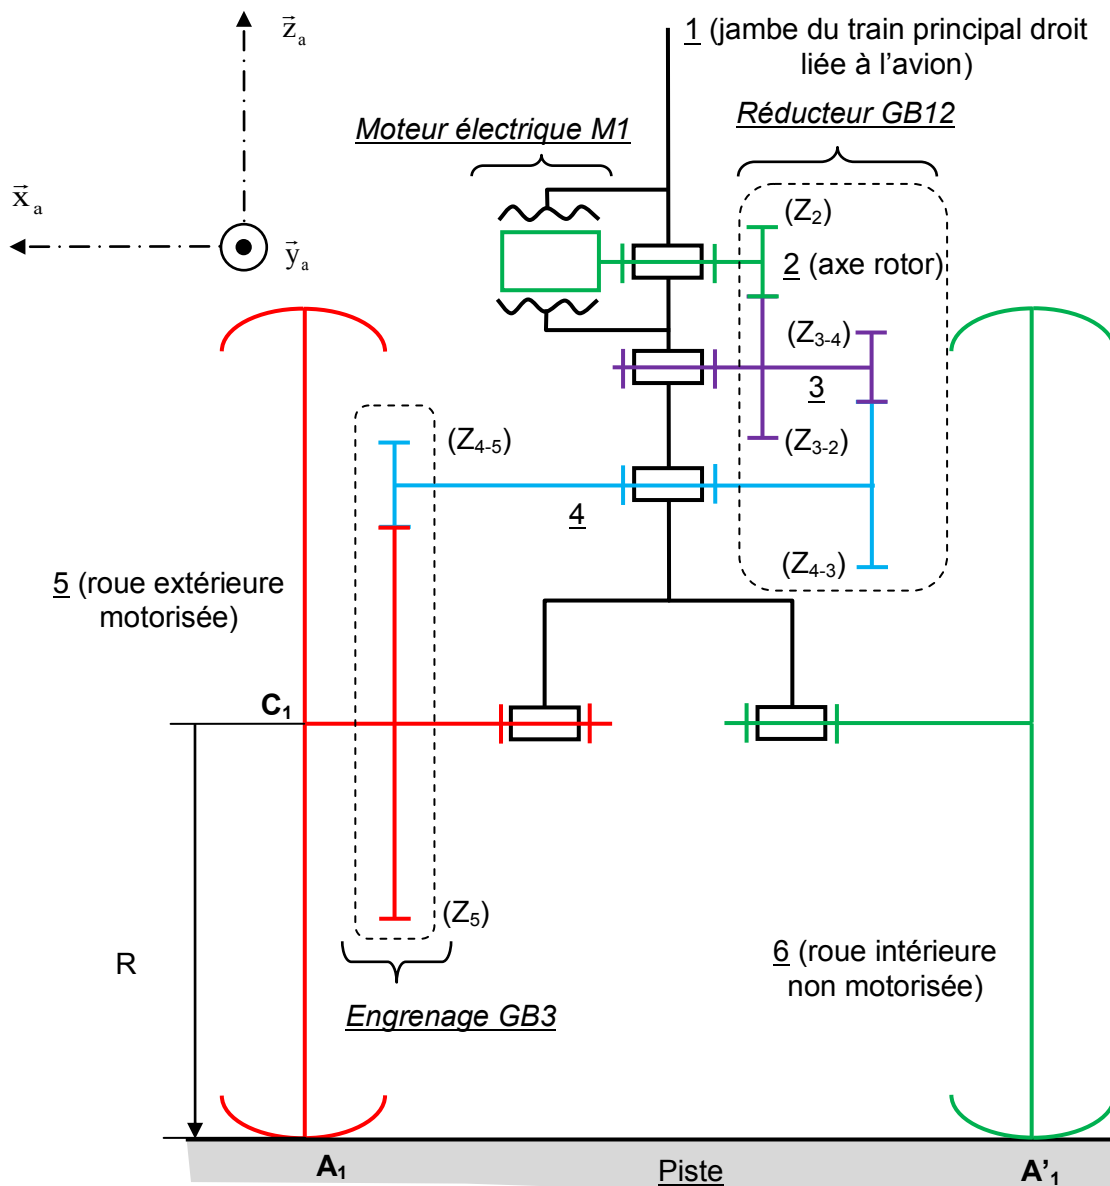 z⃗ₐ
1 (jambe du train principal droit
liée à l’avion)
Moteur électrique M1
Réducteur GB12
x⃗ₐ
y⃗ₐ
(Z₂)
2 (axe rotor)
(Z₃₋₄)
3
(Z₃₋₂)
(Z₄₋₅)
4
(Z₄₋₃)
5 (roue extérieure
motorisée)
C₁
(Z₅)
R
6 (roue intérieure
non motorisée)
Engrenage GB3
A₁
Piste
A’₁